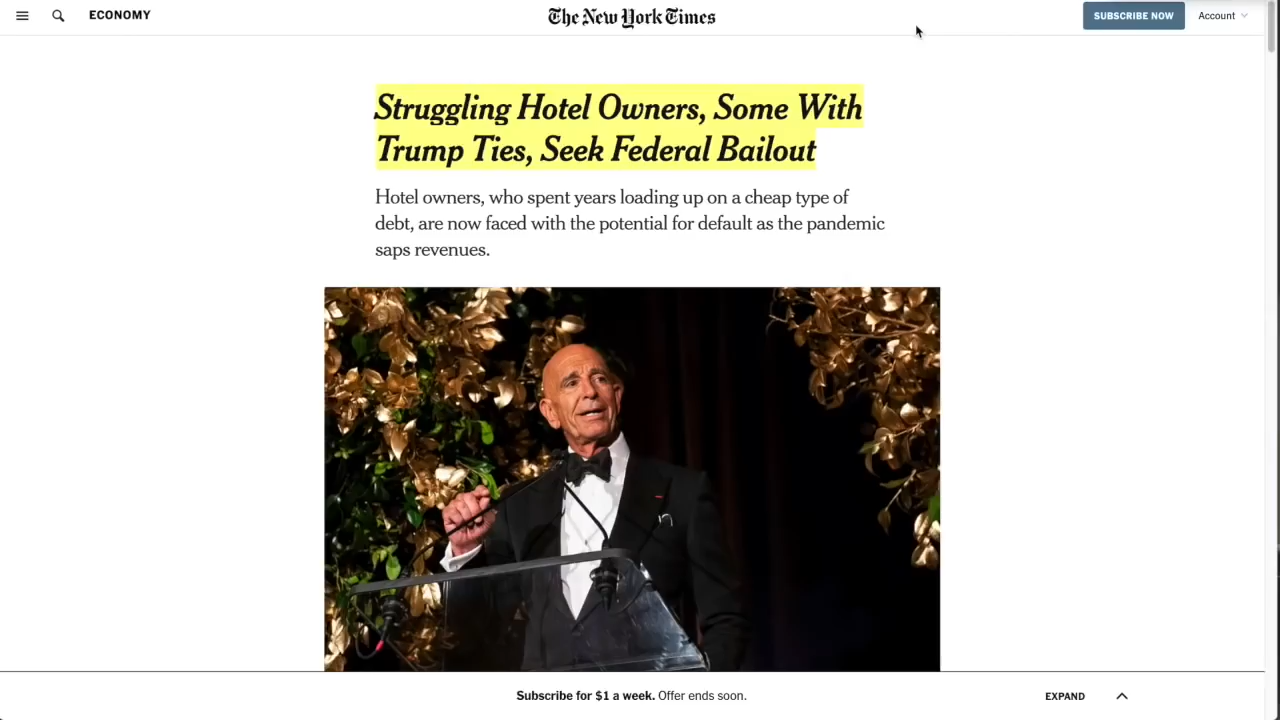 ECONOMY
The New York Times
SUBSCRIBE NOW
Account
Struggling Hotel Owners, Some With
Trump Ties, Seek Federal Bailout
Hotel owners, who spent years loading up on a cheap type of
debt, are now faced with the potential for default as the pandemic
saps revenues.
Subscribe for $1 a week. Offer ends soon.
EXPAND